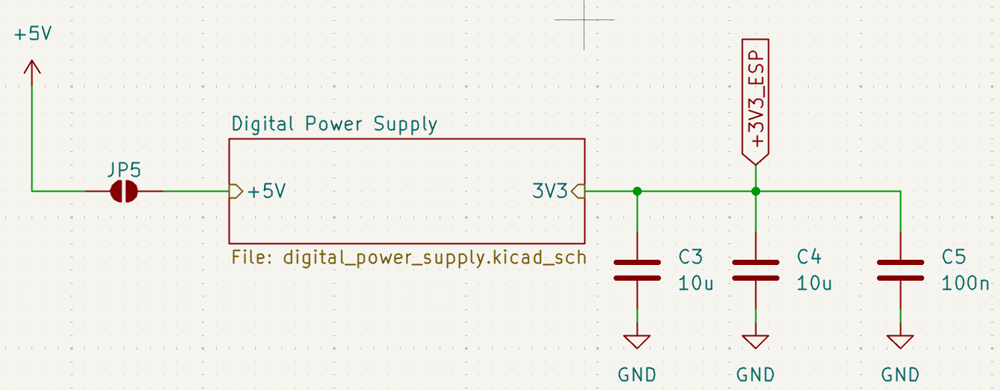 +5V
JP5
Digital Power Supply
+5V
3V3
File: digital_power_supply.kicad_sch
+3V3_ESP
C3
10u
C4
10u
C5
100n
GND
GND
GND